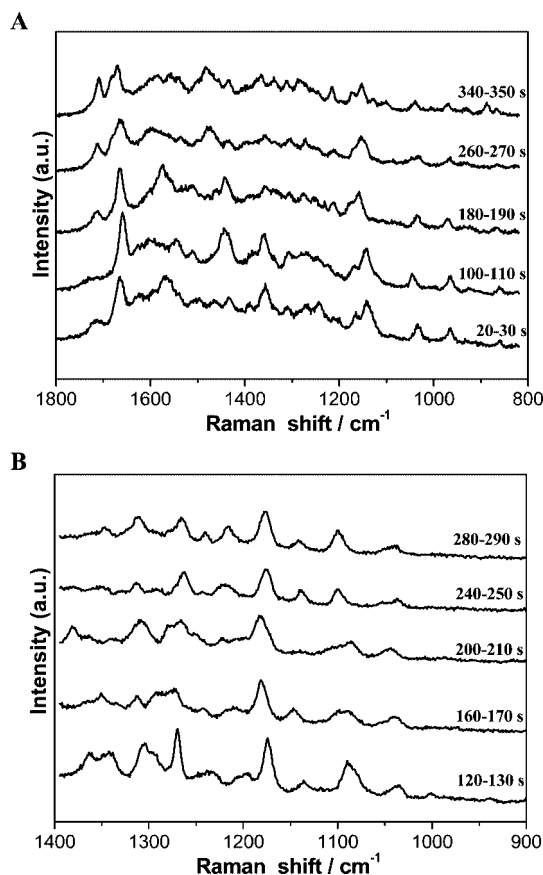 A
340-350 s
260-270 s
180-190 s
100-110 s
20-30 s
Intensity (a.u.)
1800 1600 1400 1200 1000 800
Raman shift / cm-1
B
280-290 s
240-250 s
200-210 s
160-170 s
120-130 s
Intensity (a.u.)
1400 1300 1200 1100 1000 900
Raman shift / cm-1